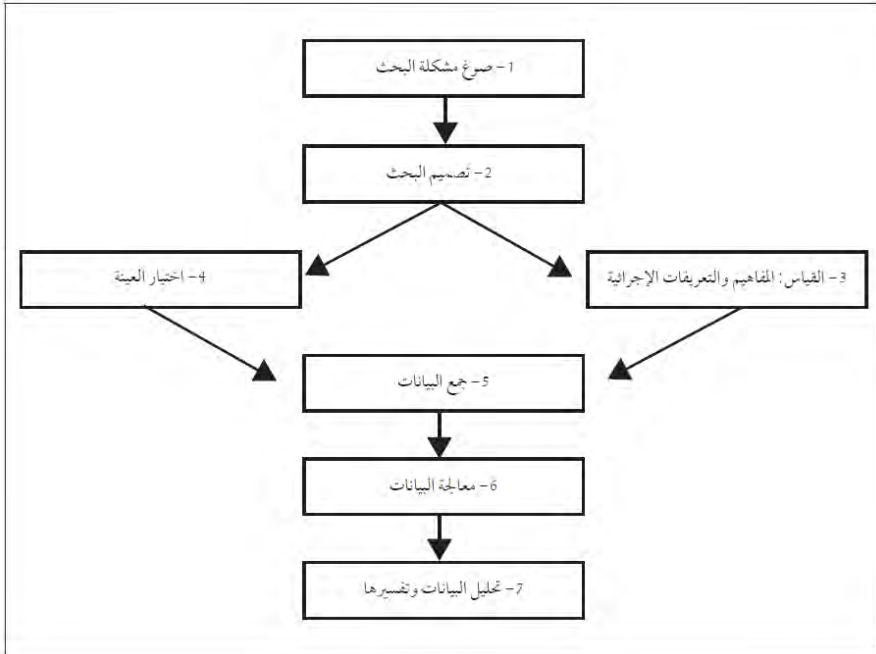 1- صوغ مشكلة البحث
2- تصميم البحث
3- القياس: المفاهيم والتعريفات الإجرائية
4- اختيار العينة
5- جمع البيانات
6- معالجة البيانات
7- تحليل البيانات وتفسيرها